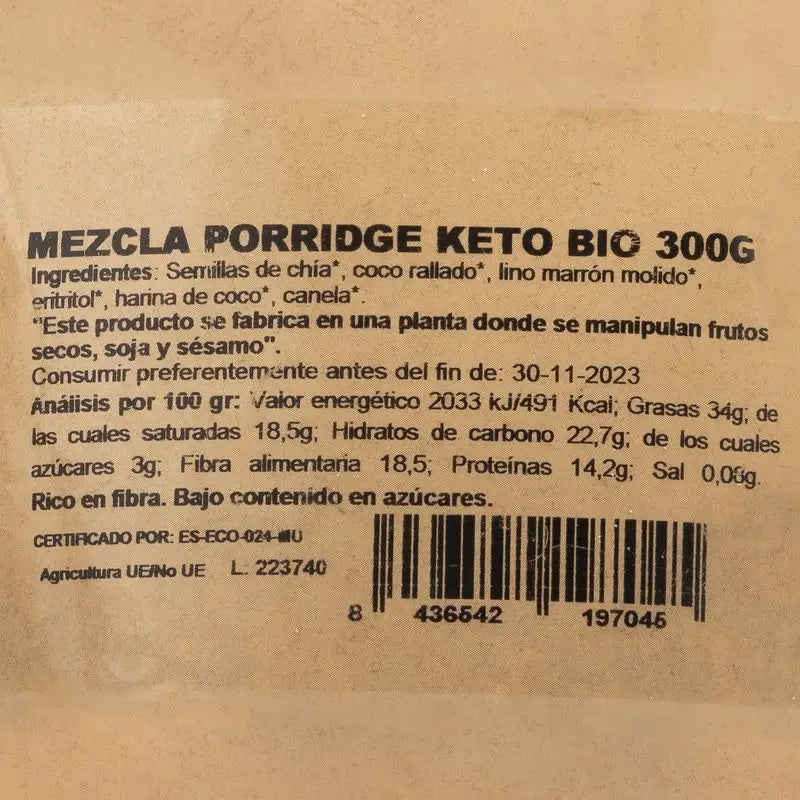 MEZCLA PORRIDGE KETO BIO 300G
Ingredientes: Semillas de chía*, coco rallado*, lino marrón molido*,
eritritol*, harina de coco*, canela*.
"Este producto se fabrica en una planta donde se manipulan frutos
secos, soja y sésamo".
Consumir preferentemente antes del fin de: 30-11-2023
Análisis por 100 gr: Valor energético 2033 kJ/491 Kcal; Grasas 34g; de
las cuales saturadas 18,5g; Hidratos de carbono 22,7g; de los cuales
azúcares 3g; Fibra alimentaria 18,5; Proteínas 14,2g; Sal 0,06g.
Rico en fibra. Bajo contenido en azúcares.
CERTIFICADO POR: ES-ECO-024-MU
Agricultura UE/No UE L: 223740
8 436542 197045